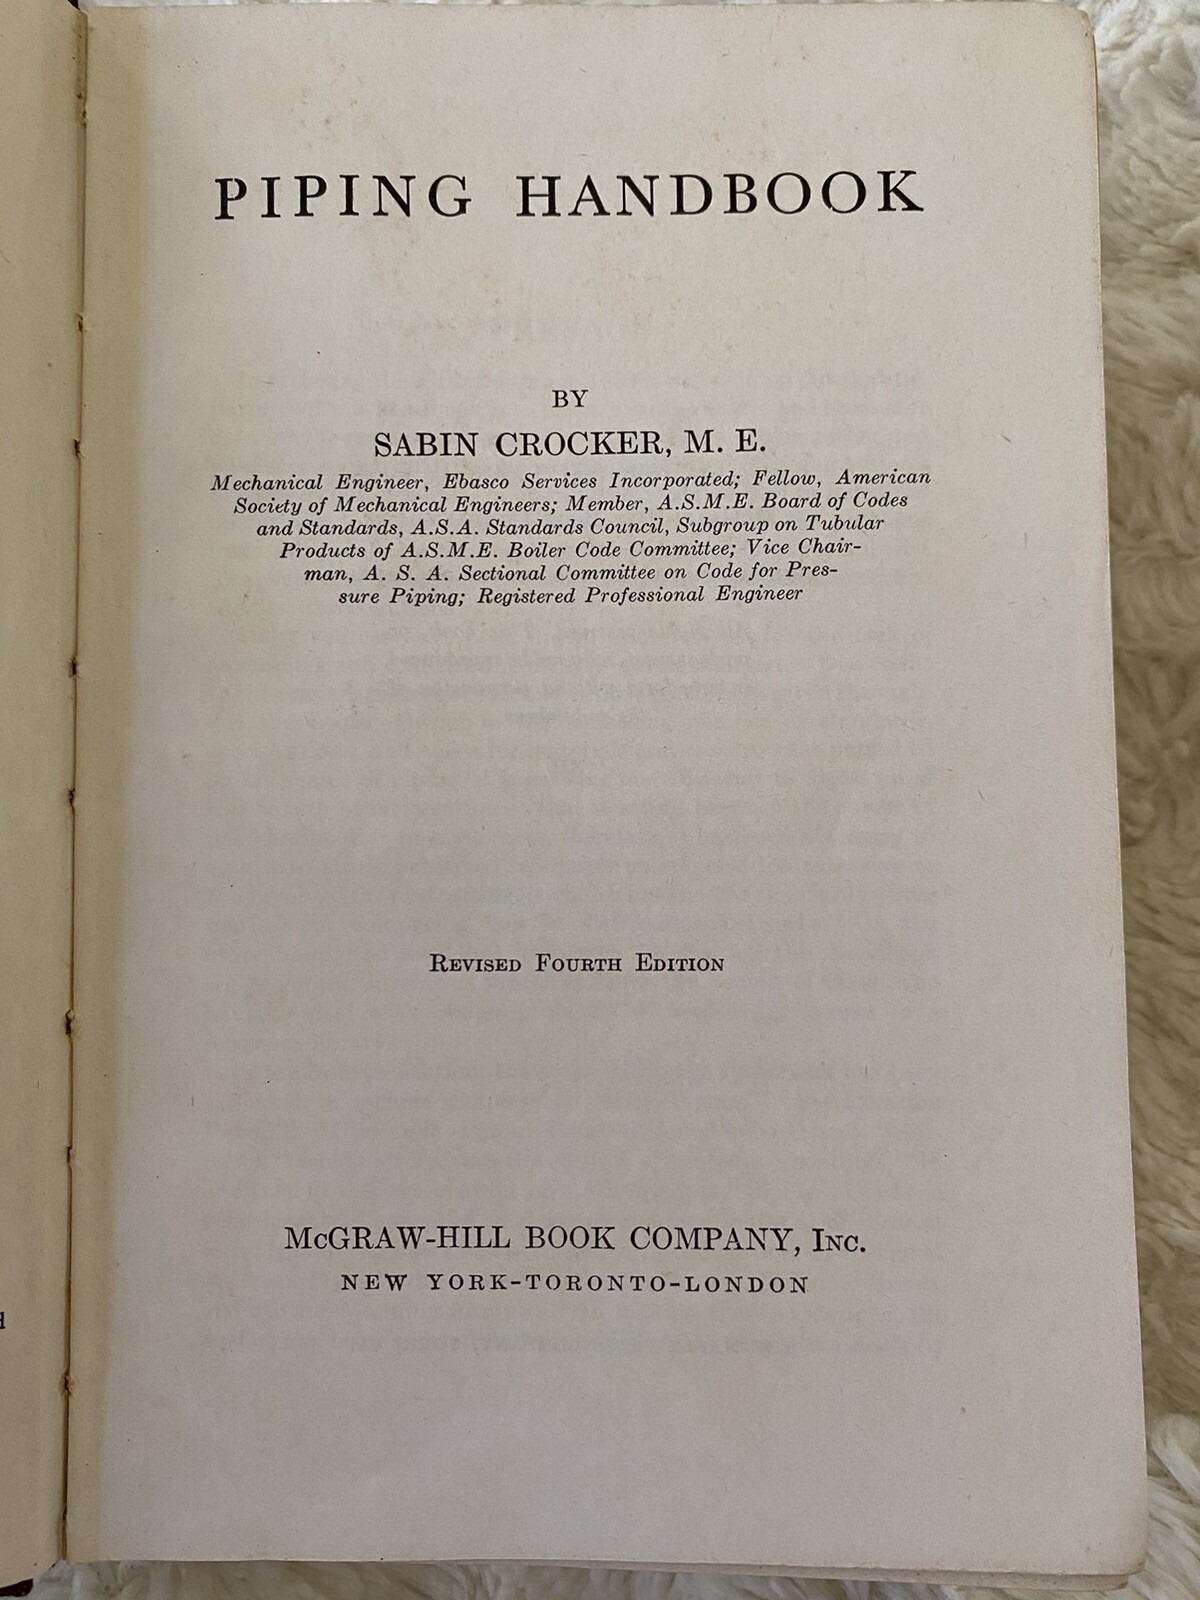 PIPING HANDBOOK
BY
SABIN CROCKER, M. E.
Mechanical Engineer, Ebasco Services Incorporated; Fellow, American
Society of Mechanical Engineers; Member, A.S.M.E. Board of Codes
and Standards, A.S.A. Standards Council, Subgroup on Tubular
Products of A.S.M.E. Boiler Code Committee; Vice Chair-
man, A. S. A. Sectional Committee on Code for Pres-
sure Piping; Registered Professional Engineer
REVISED FOURTH EDITION
McGRAW-HILL BOOK COMPANY, INC.
NEW YORK-TORONTO-LONDON